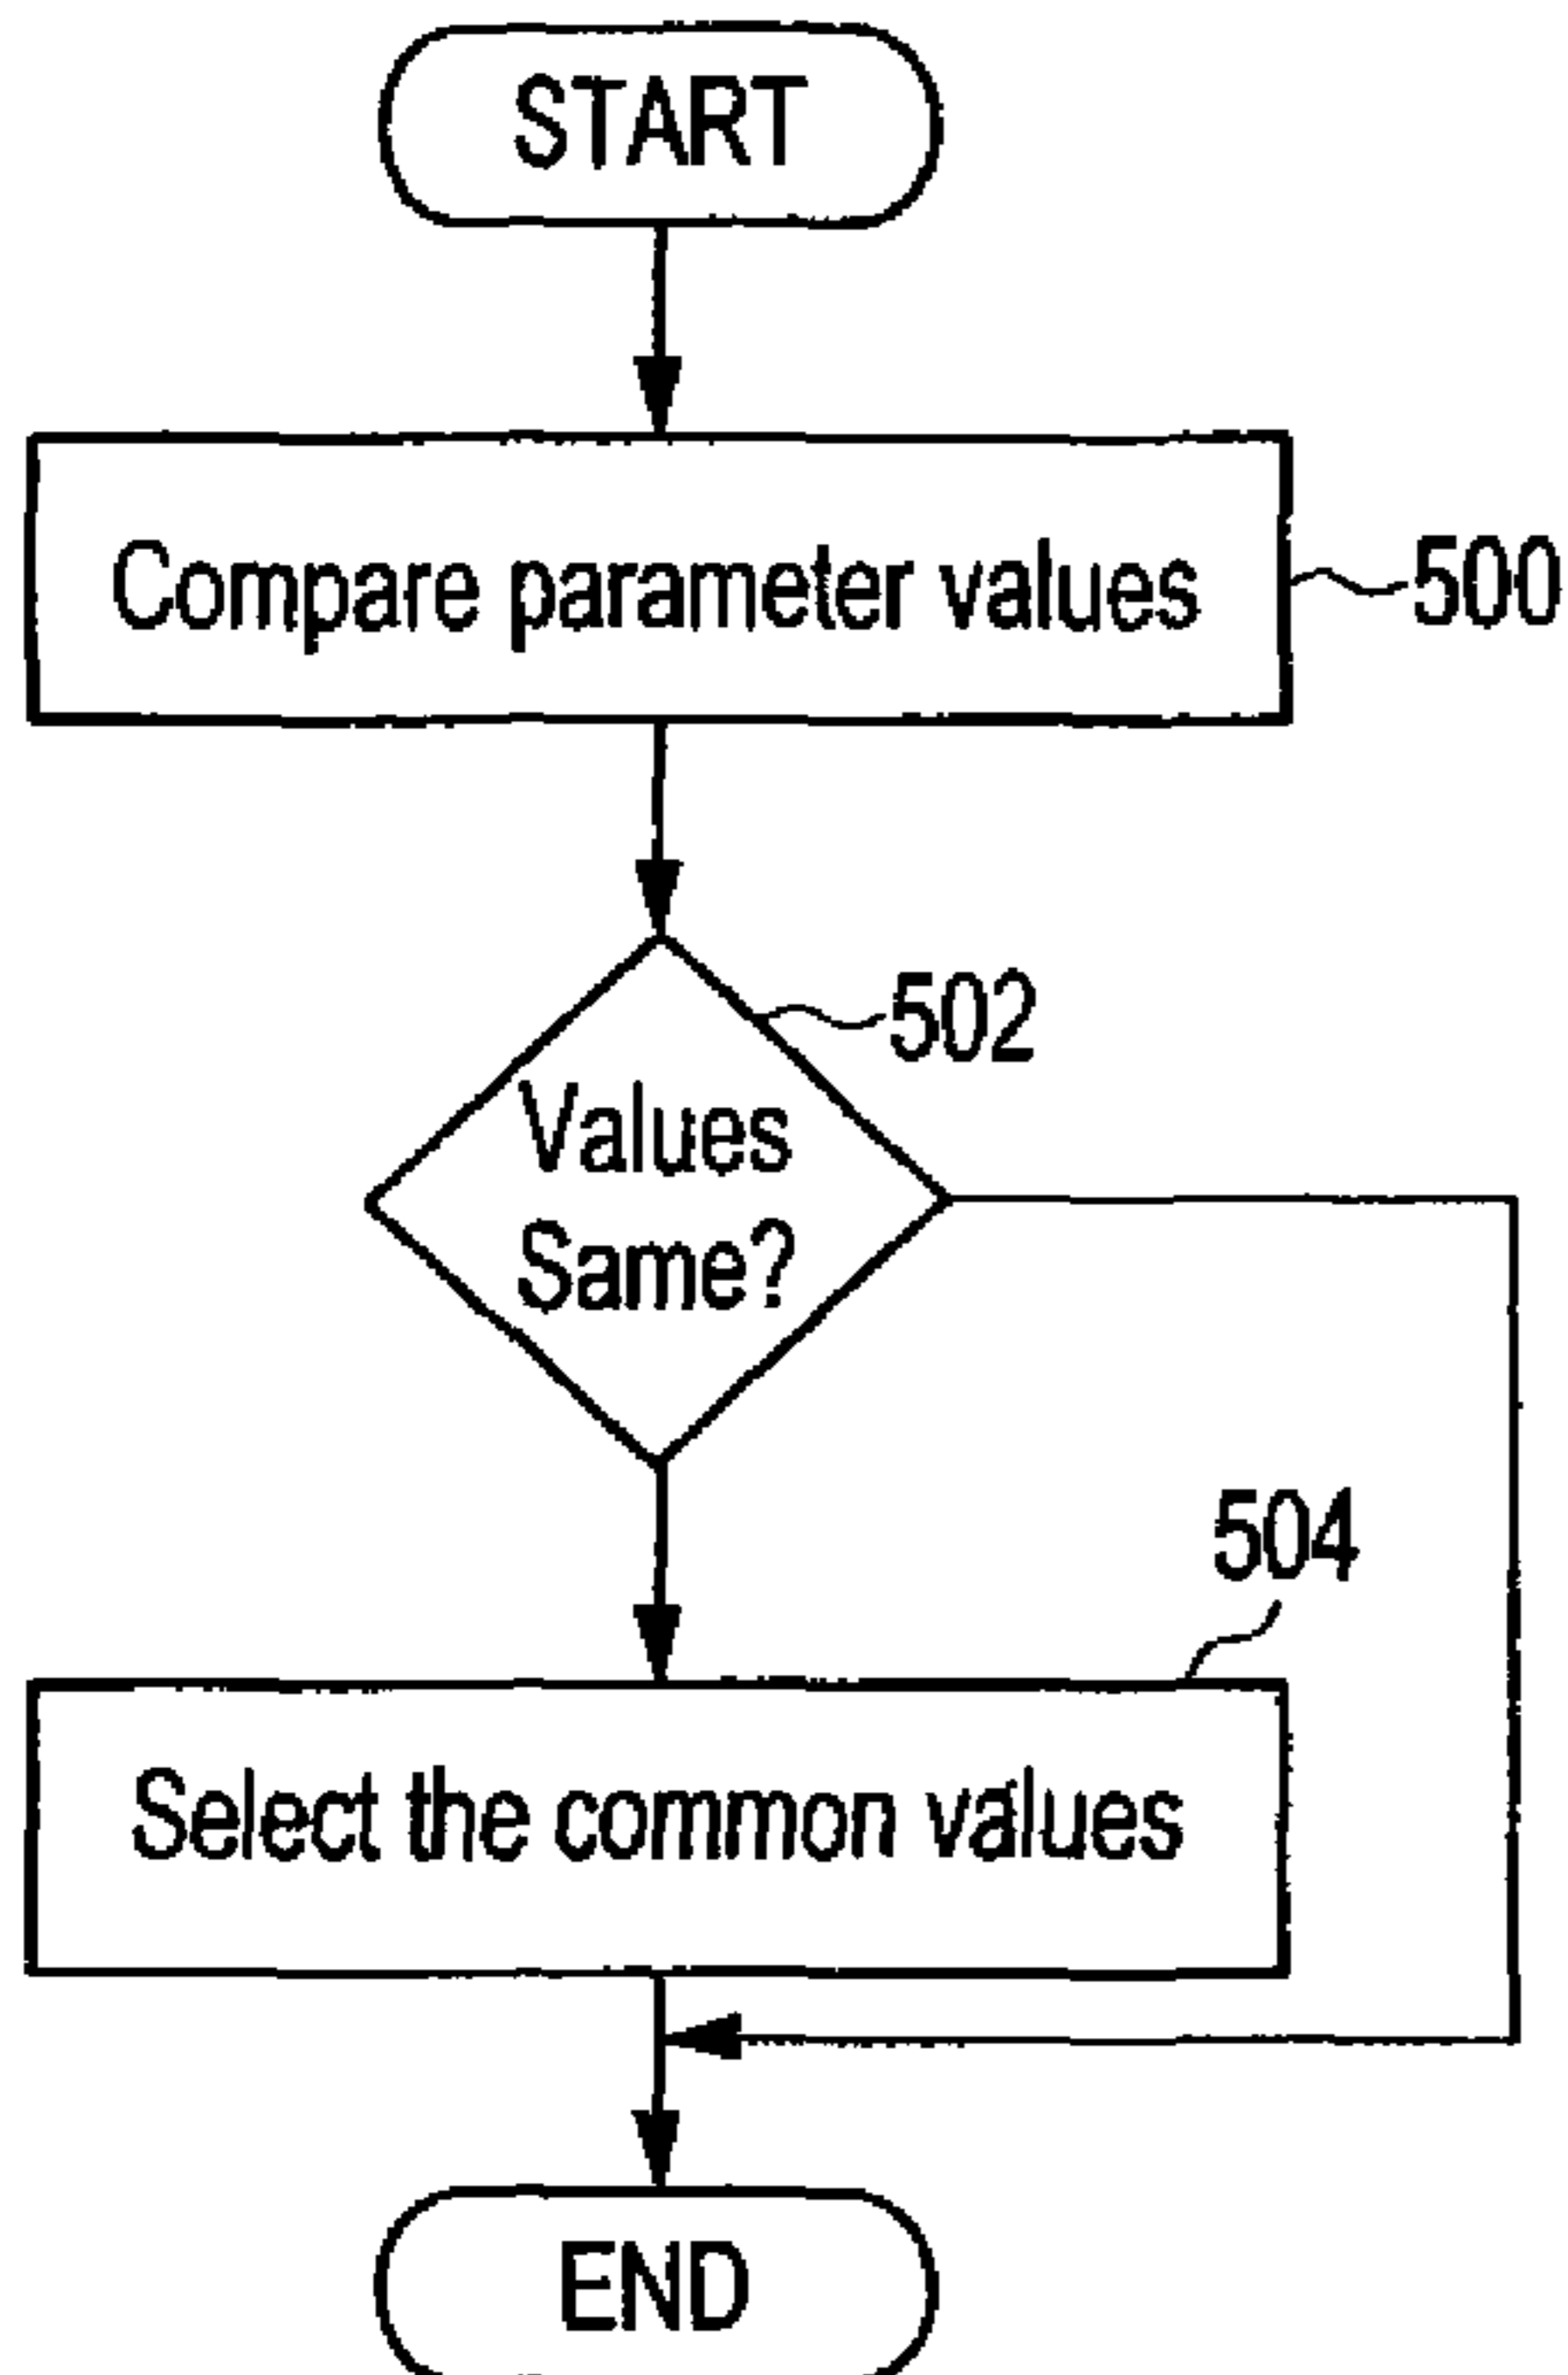 START
Compare parameter values
500
502
Values
Same?
504
Select the common values
END